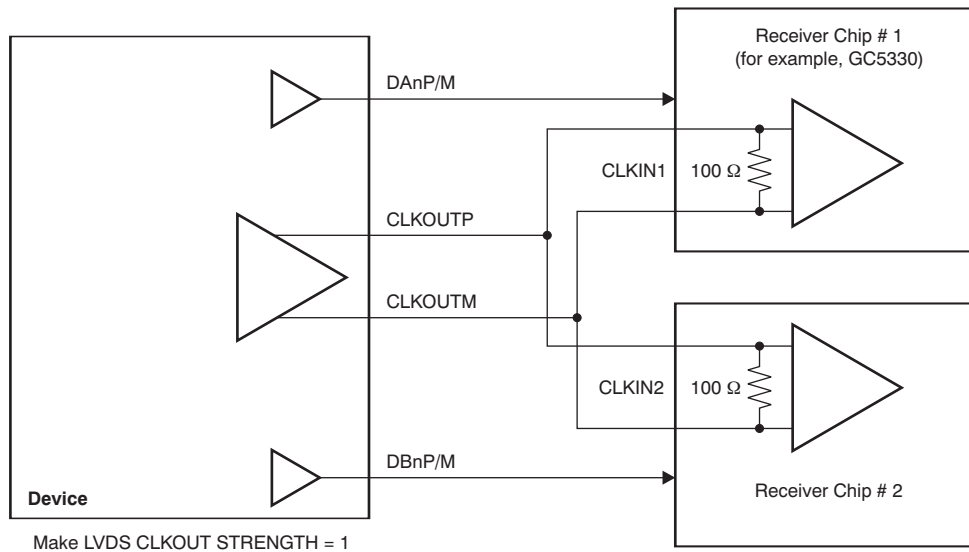 Receiver Chip # 1
(for example, GC5330)
DAnP/M
CLKIN1
100 Ω
CLKOUTP
CLKOUTM
CLKIN2
100 Ω
DBnP/M
Receiver Chip # 2
Device
Make LVDS CLKOUT STRENGTH = 1